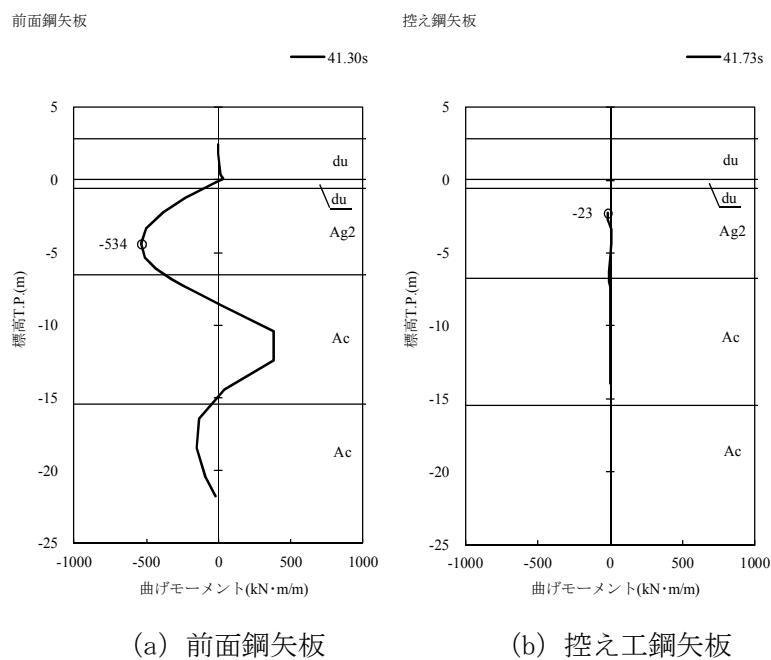 前面鋼矢板
41.30s
5
0
-5
-10
-15
-20
-25
標高T.P.(m)
du
du
Ag2
-534
Ac
Ac
-1000 -500 0 500 1000
曲げモーメント(kN･m/m)
(a) 前面鋼矢板
控え鋼矢板
41.73s
5
0
-5
-10
-15
-20
-25
標高T.P.(m)
du
du
Ag2
-23
Ac
Ac
-1000 -500 0 500 1000
曲げモーメント(kN･m/m)
(b) 控え工鋼矢板